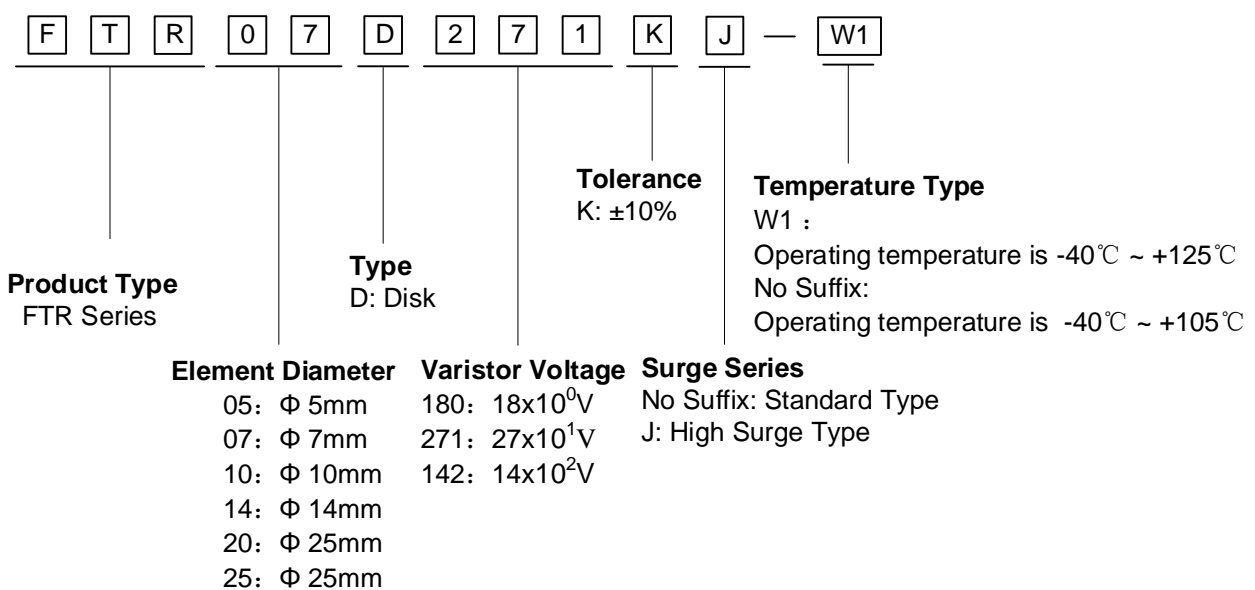 F T R 0 7 D 2 7 1 K J — W1
Tolerance
K: ±10%
Temperature Type
W1：
Operating temperature is -40℃ ~ +125℃
No Suffix:
Operating temperature is -40℃ ~ +105℃
Type
D: Disk
Product Type
FTR Series
Element Diameter
05：Φ 5mm
07：Φ 7mm
10：Φ 10mm
14：Φ 14mm
20：Φ 25mm
25：Φ 25mm
Varistor Voltage
180：18x10⁰V
271：27x10¹V
142：14x10²V
Surge Series
No Suffix: Standard Type
J: High Surge Type